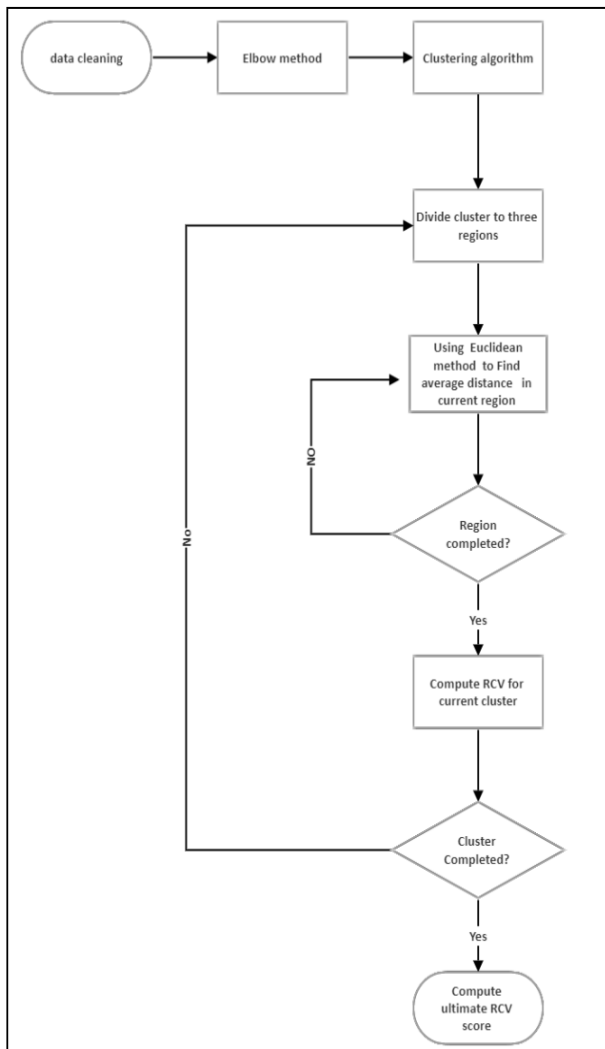 data cleaning
Elbow method
Clustering algorithm
Divide cluster to three
regions
Using Euclidean
method to Find
average distance in
current region
NO
Region
completed?
No
Yes
Compute RCV for
current cluster
Cluster
Completed?
Yes
Compute
ultimate RCV
score